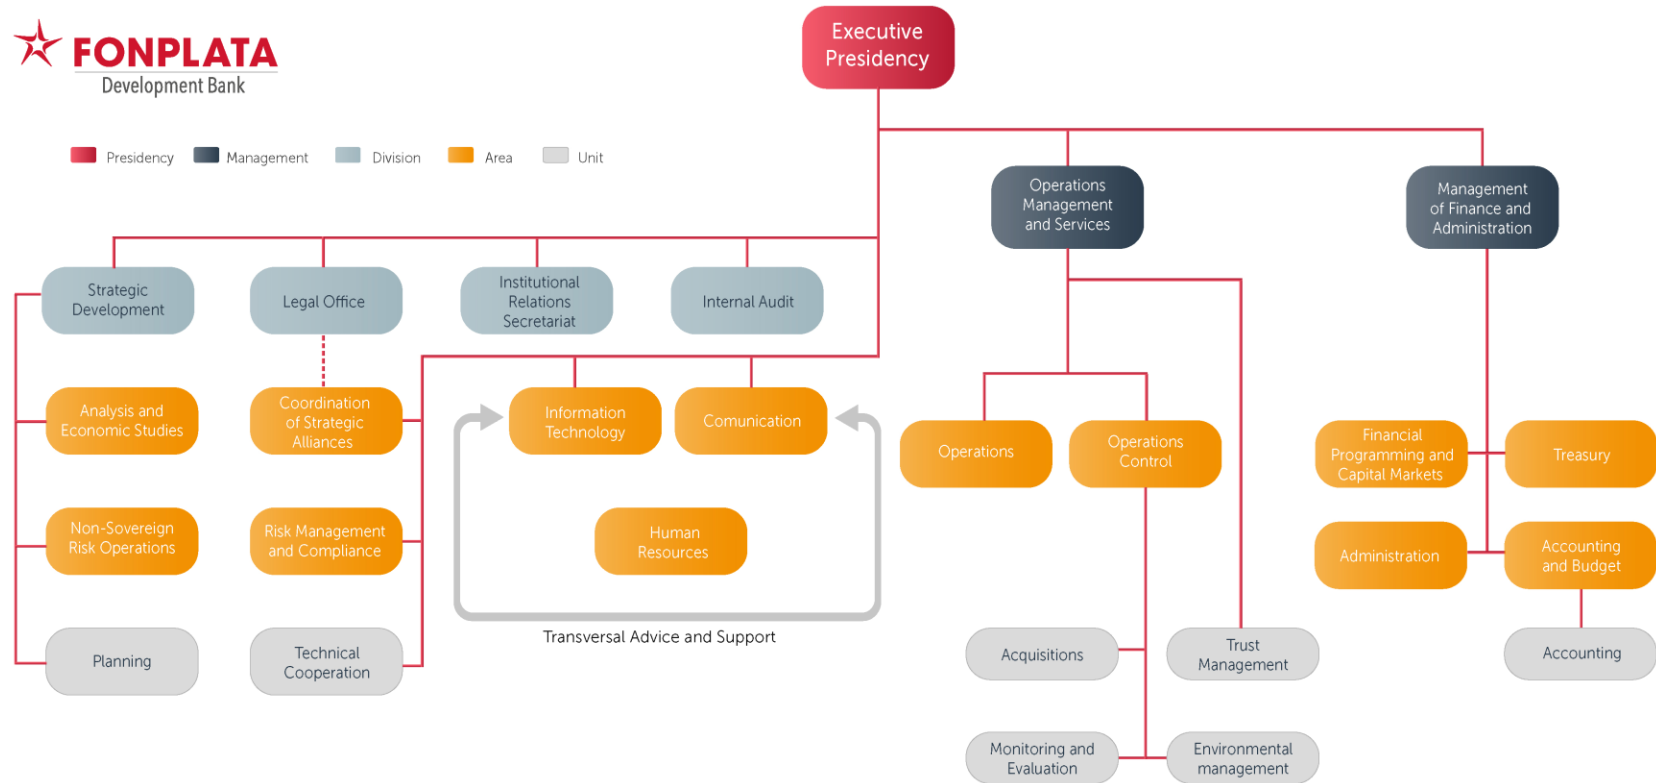 FONPLATA
Development Bank
Presidency
Management
Division
Area
Unit
Executive
Presidency
Operations
Management
and Services
Management
of Finance and
Administration
Strategic
Development
Legal Office
Institutional
Relations
Secretariat
Internal Audit
Analysis and
Economic Studies
Coordination
of Strategic
Alliances
Information
Technology
Comunication
Operations
Operations
Control
Financial
Programming and
Capital Markets
Treasury
Non-Sovereign
Risk Operations
Risk Management
and Compliance
Human
Resources
Administration
Accounting
and Budget
Transversal Advice and Support
Planning
Technical
Cooperation
Acquisitions
Trust
Management
Accounting
Monitoring and
Evaluation
Environmental
management